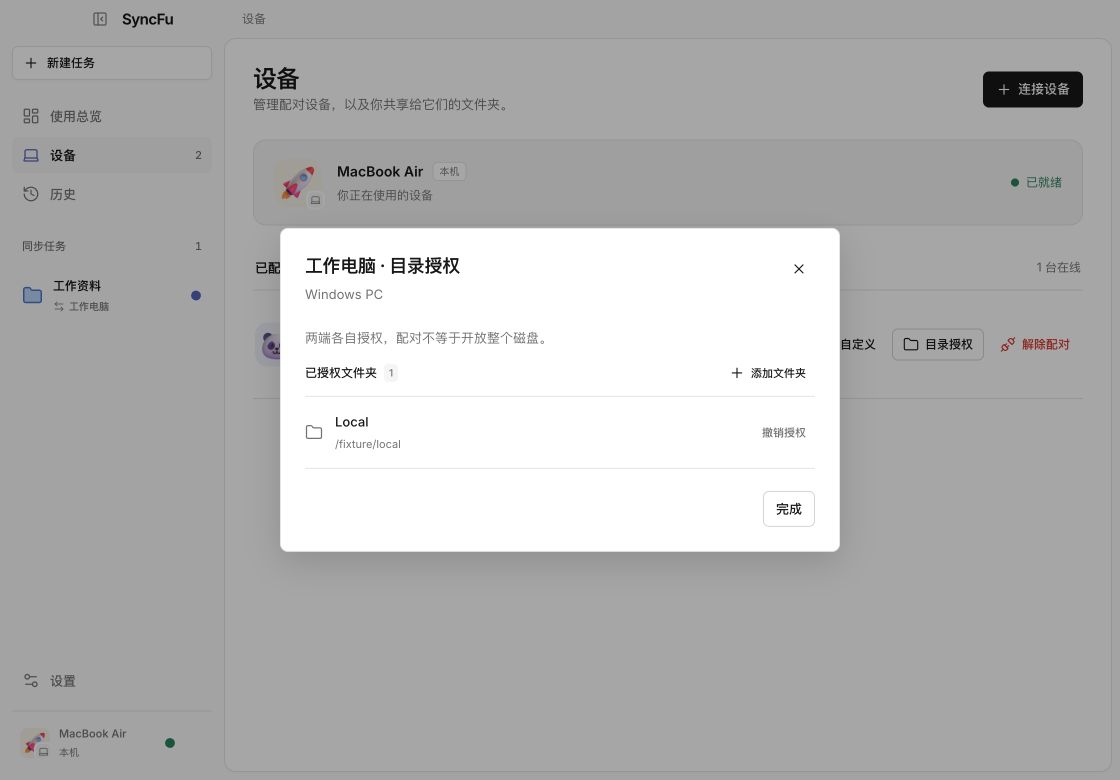 SyncFu
设备
新建任务
使用总览
设备 2
历史
同步任务 1
工作资料
工作电脑
设置
MacBook Air
本机
设备
管理配对设备，以及你共享给它们的文件夹。
连接设备
MacBook Air 本机
你正在使用的设备
已就绪
已配
1 台在线
自定义
目录授权
解除配对
工作电脑 · 目录授权
Windows PC
两端各自授权，配对不等于开放整个磁盘。
已授权文件夹 1
添加文件夹
Local
/fixture/local
撤销授权
完成